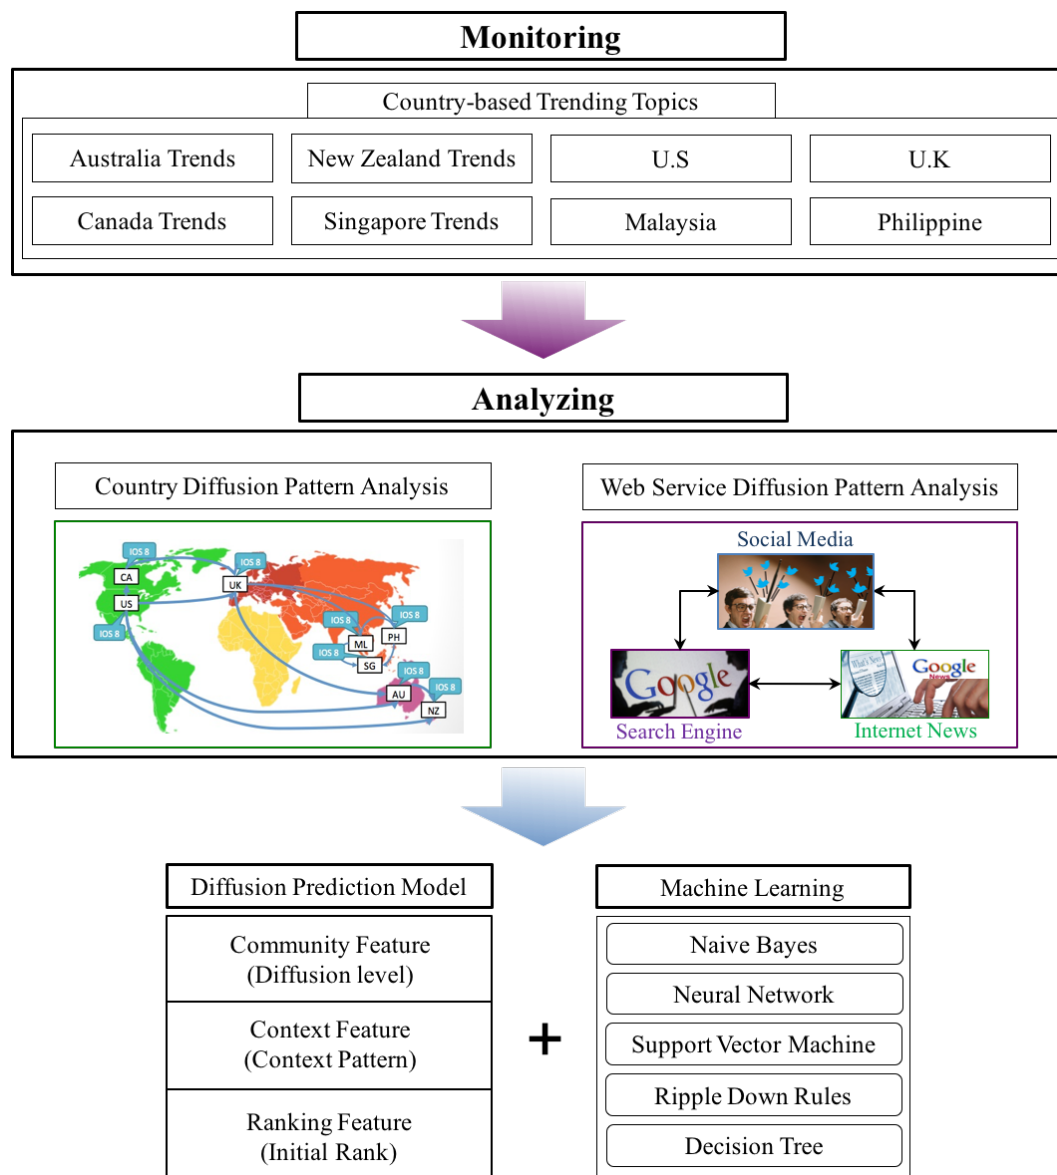 Monitoring
Country-based Trending Topics
Australia Trends
New Zealand Trends
U.S
U.K
Canada Trends
Singapore Trends
Malaysia
Philippine
Analyzing
Country Diffusion Pattern Analysis
Web Service Diffusion Pattern Analysis
IOS 8
CA
US
IOS 8
IOS 8
UK
IOS 8
IOS 8
ML
PH
IOS 8
SG
IOS 8
AU
IOS 8
NZ
Social Media
Google
Search Engine
What's New
Google
News
Internet News
Diffusion Prediction Model
Community Feature
(Diffusion level)
Context Feature
(Context Pattern)
Ranking Feature
(Initial Rank)
+
Machine Learning
Naive Bayes
Neural Network
Support Vector Machine
Ripple Down Rules
Decision Tree